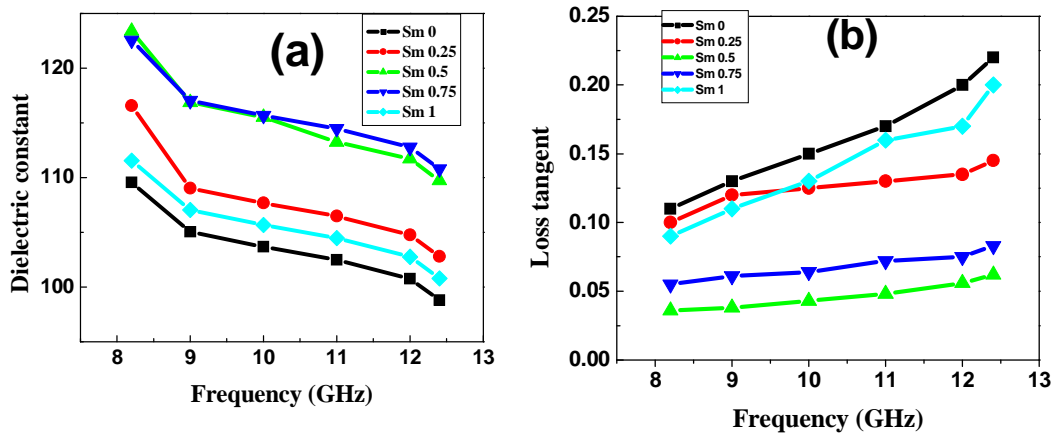 (a)
Sm 0
Sm 0.25
Sm 0.5
Sm 0.75
Sm 1
120
110
100
Dielectric constant
8 9 10 11 12 13
Frequency (GHz)
(b)
Sm 0
Sm 0.25
Sm 0.5
Sm 0.75
Sm 1
0.25
0.20
0.15
0.10
0.05
0.00
Loss tangent
8 9 10 11 12 13
Frequency (GHz)